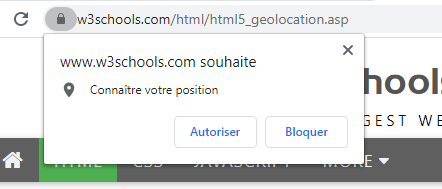 w3schools.com/html/html5_geolocation.asp
www.w3schools.com souhaite
Connaître votre position
Autoriser
Bloquer
hools
GEST WE
HTML
CSS
JAVASCRIPT
MORE